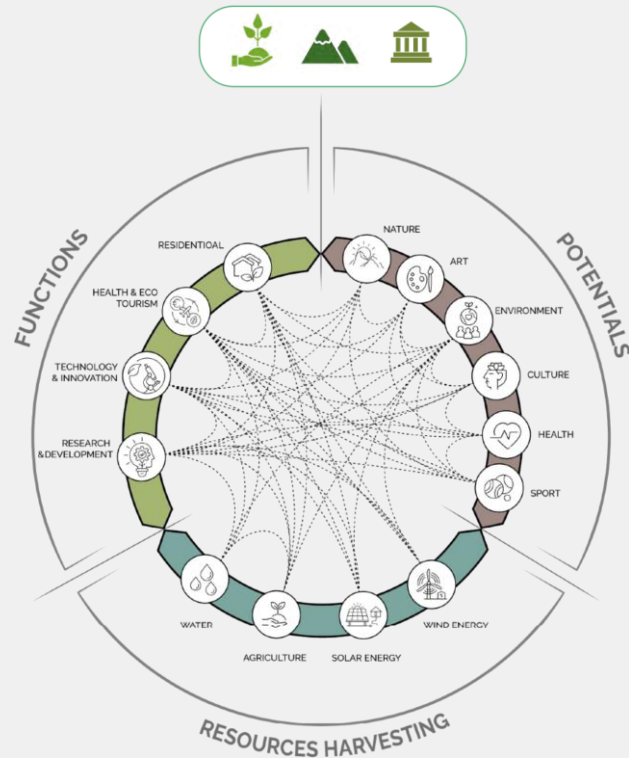 FUNCTIONS
POTENTIALS
RESOURCES HARVESTING
RESIDENTIOAL
HEALTH & ECO
TOURISM
TECHNOLOGY
& INNOVATION
RESEARCH
&DEVELOPMENT
NATURE
ART
ENVIRONMENT
CULTURE
HEALTH
SPORT
WATER
AGRICULTURE
SOLAR ENERGY
WIND ENERGY